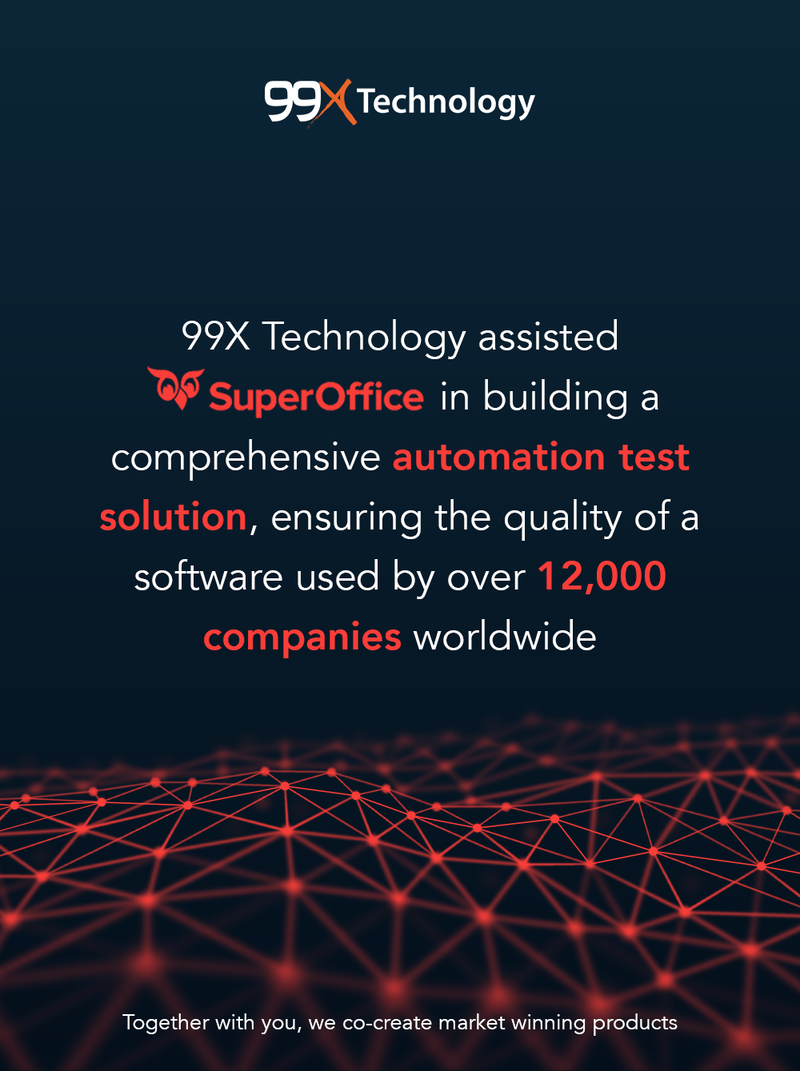 99X Technology
99X Technology assisted
SuperOffice in building a
comprehensive automation test
solution, ensuring the quality of a
software used by over 12,000
companies worldwide
Together with you, we co-create market winning products